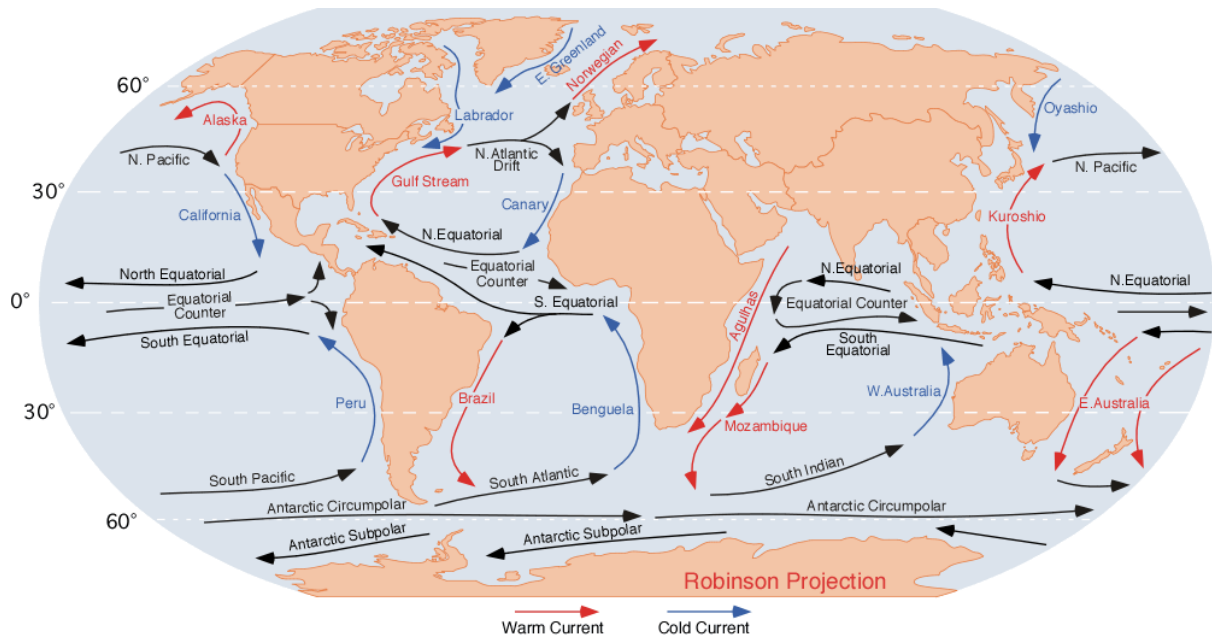 E. Greenland
Norwegian
60°
Alaska
Labrador
Oyashio
N. Pacific
N.Atlantic
Drift
N. Pacific
30°
Gulf Stream
California
Canary
Kuroshio
N.Equatorial
North Equatorial
Equatorial
Counter
N.Equatorial
N.Equatorial
0°
Equatorial
Counter
S. Equatorial
Agulhas
Equatorial Counter
South Equatorial
South
Equatorial
Peru
Brazil
Benguela
W.Australia
E.Australia
30°
Mozambique
South Pacific
South Atlantic
South Indian
Antarctic Circumpolar
Antarctic Circumpolar
60°
Antarctic Subpolar
Antarctic Subpolar
Robinson Projection
Warm Current
Cold Current